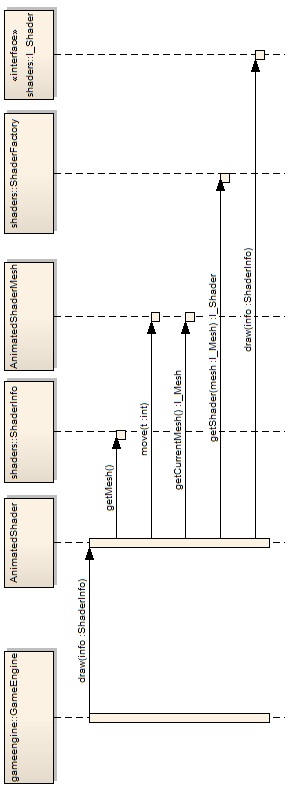 gameengine::GameEngine
AnimatedShader
shaders::ShaderInfo
AnimatedShaderMesh
shaders::ShaderFactory
«interface»
shaders::I_Shader
draw(info :ShaderInfo)
getMesh()
move(t :int)
getCurrentMesh() :I_Mesh
getShader(mesh :I_Mesh) :I_Shader
draw(info :ShaderInfo)